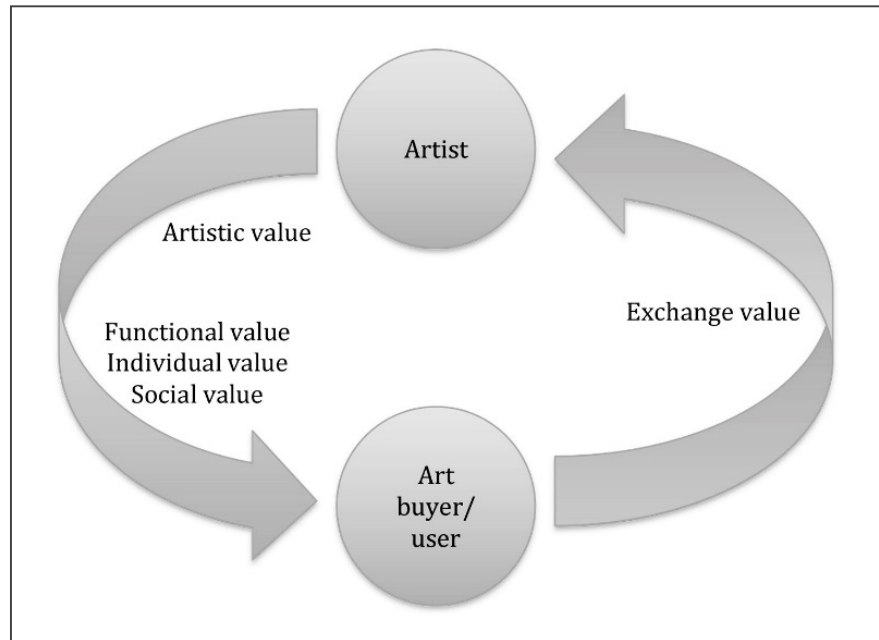 Artist
Artistic value
Functional value
Individual value
Social value
Exchange value
Art
buyer/
user